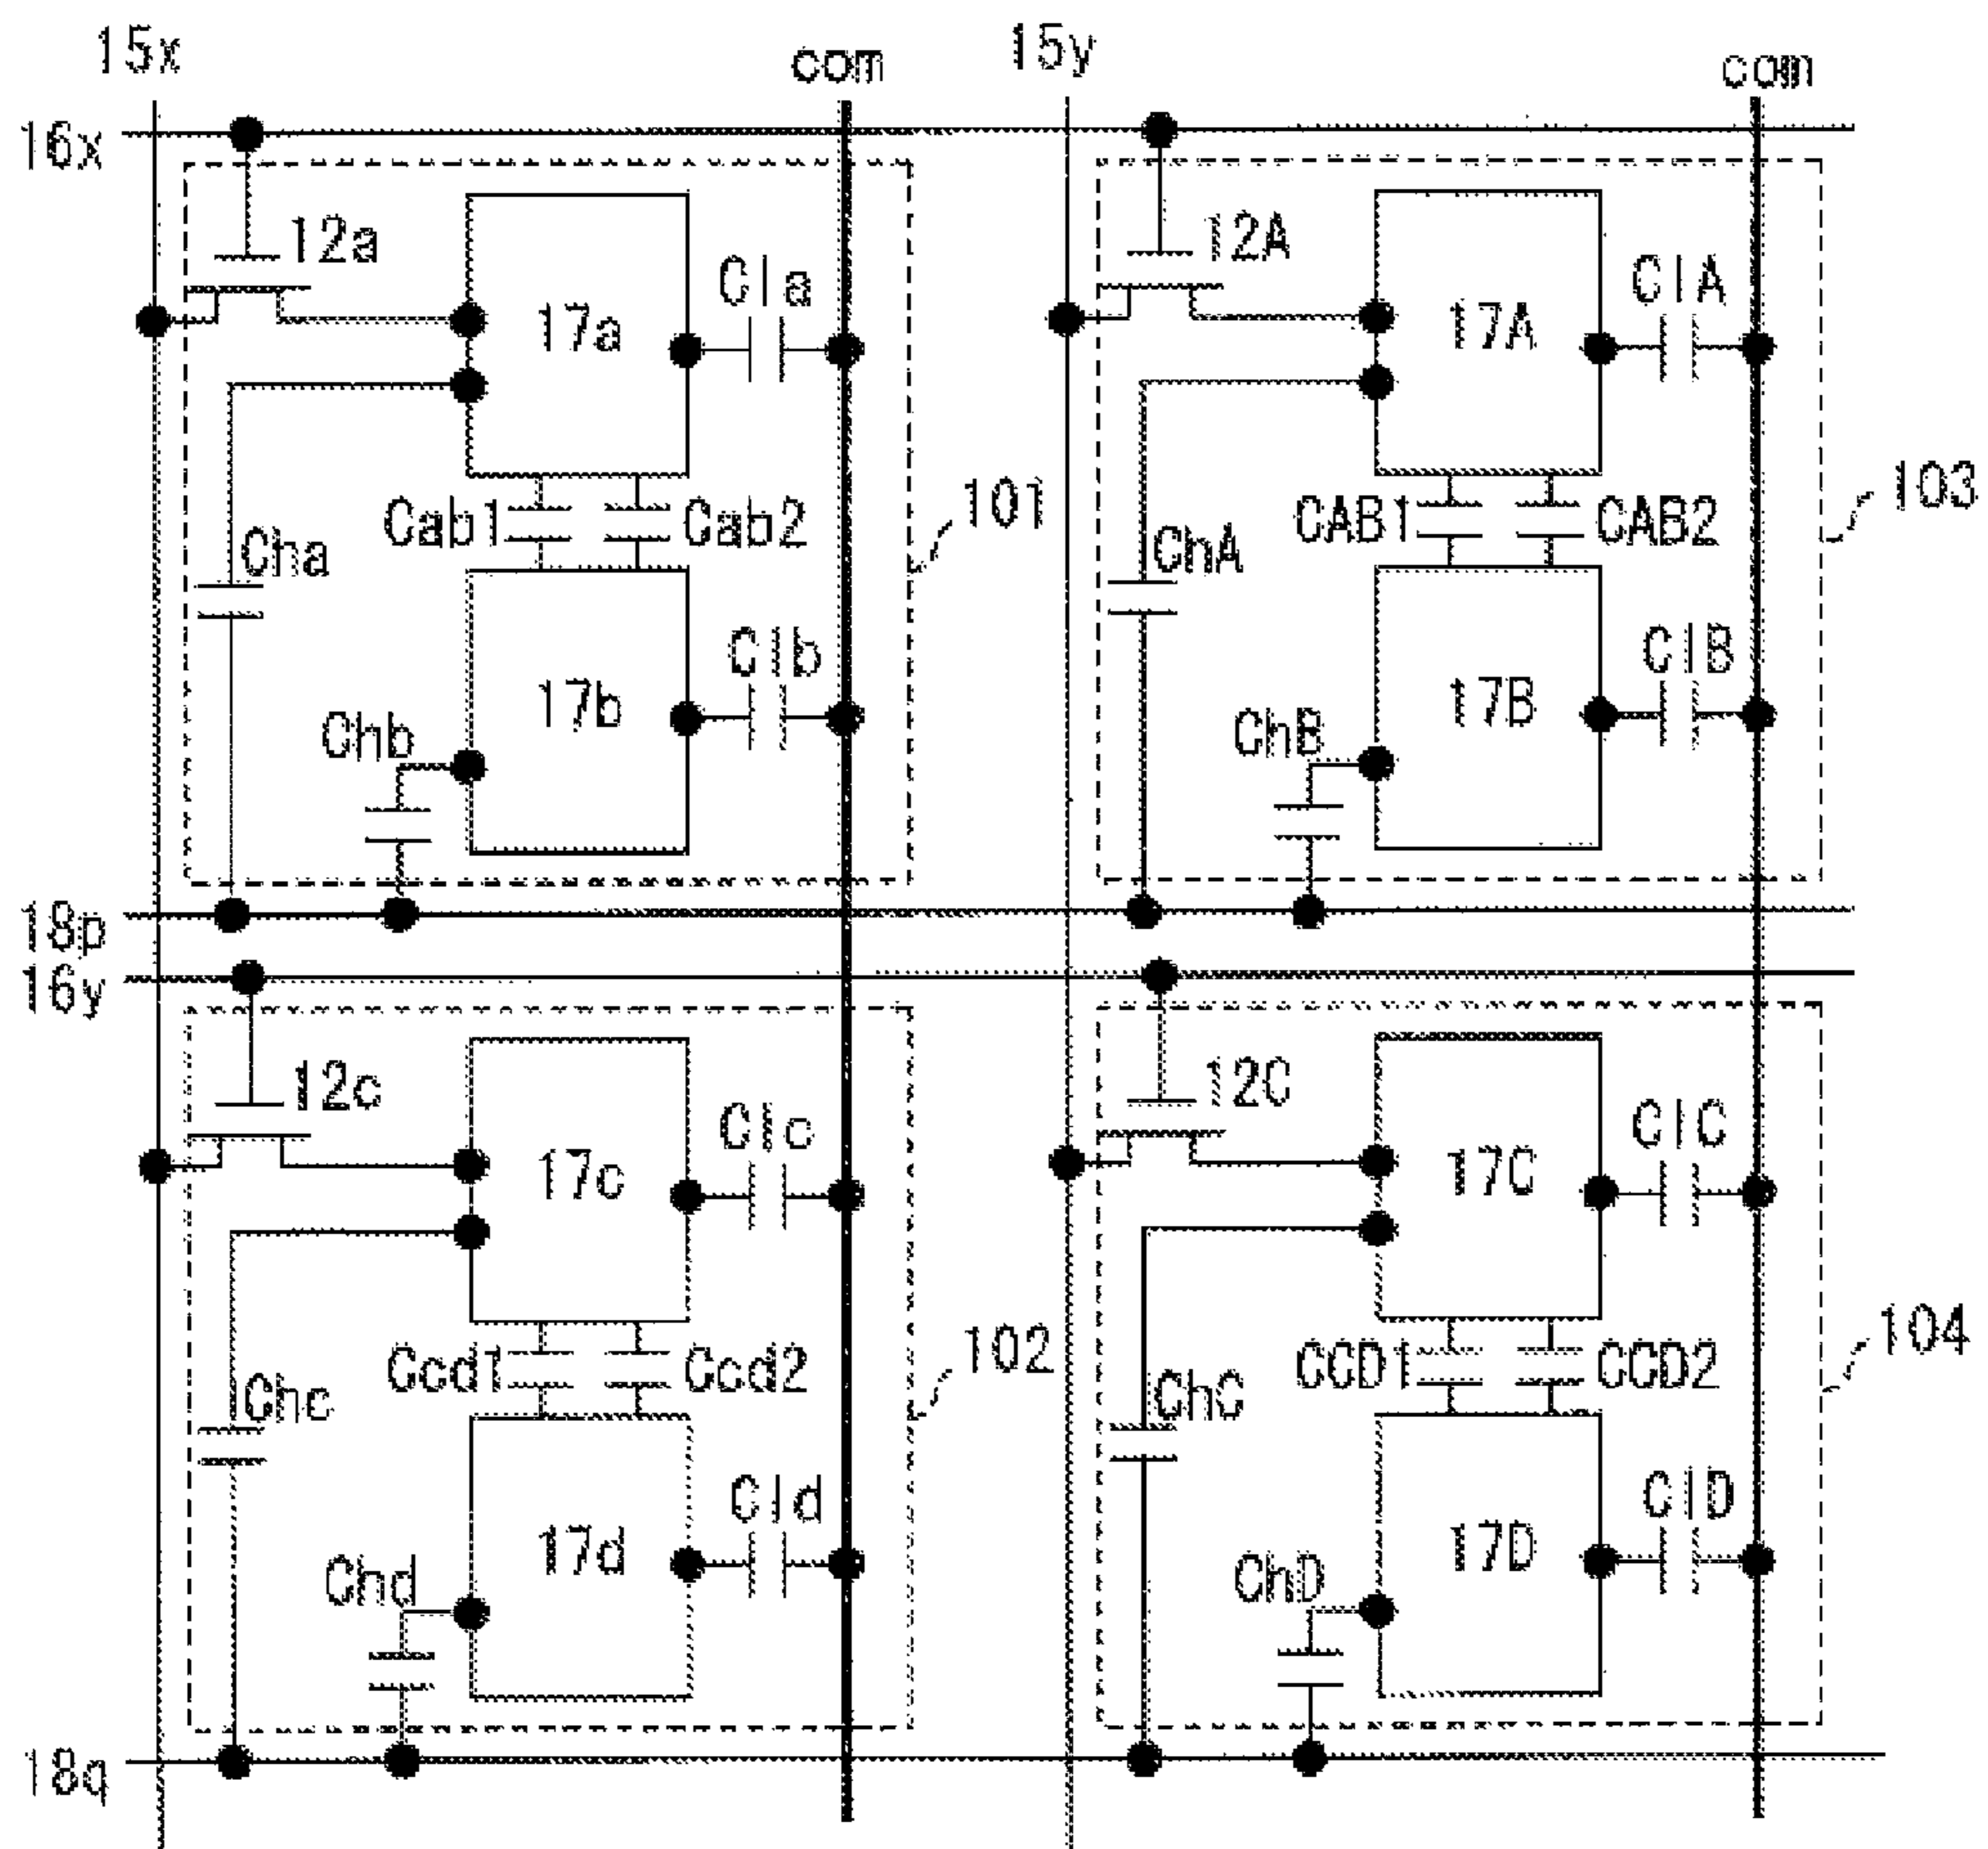 15x com 15y com
16x
12a 12A
Cla ClA
17a 17A
103
101
Cab1 Cab2 CAB1 CAB2
Cha ChA
Clb ClB
17b 17B
Chb ChB
18p
16y
12c 12C
Clc ClC
17c 17C
104
102
Ccd1 Ccd2 CCD1 CCD2
Chc ChC
Cld ClD
17d 17D
Chd ChD
18q